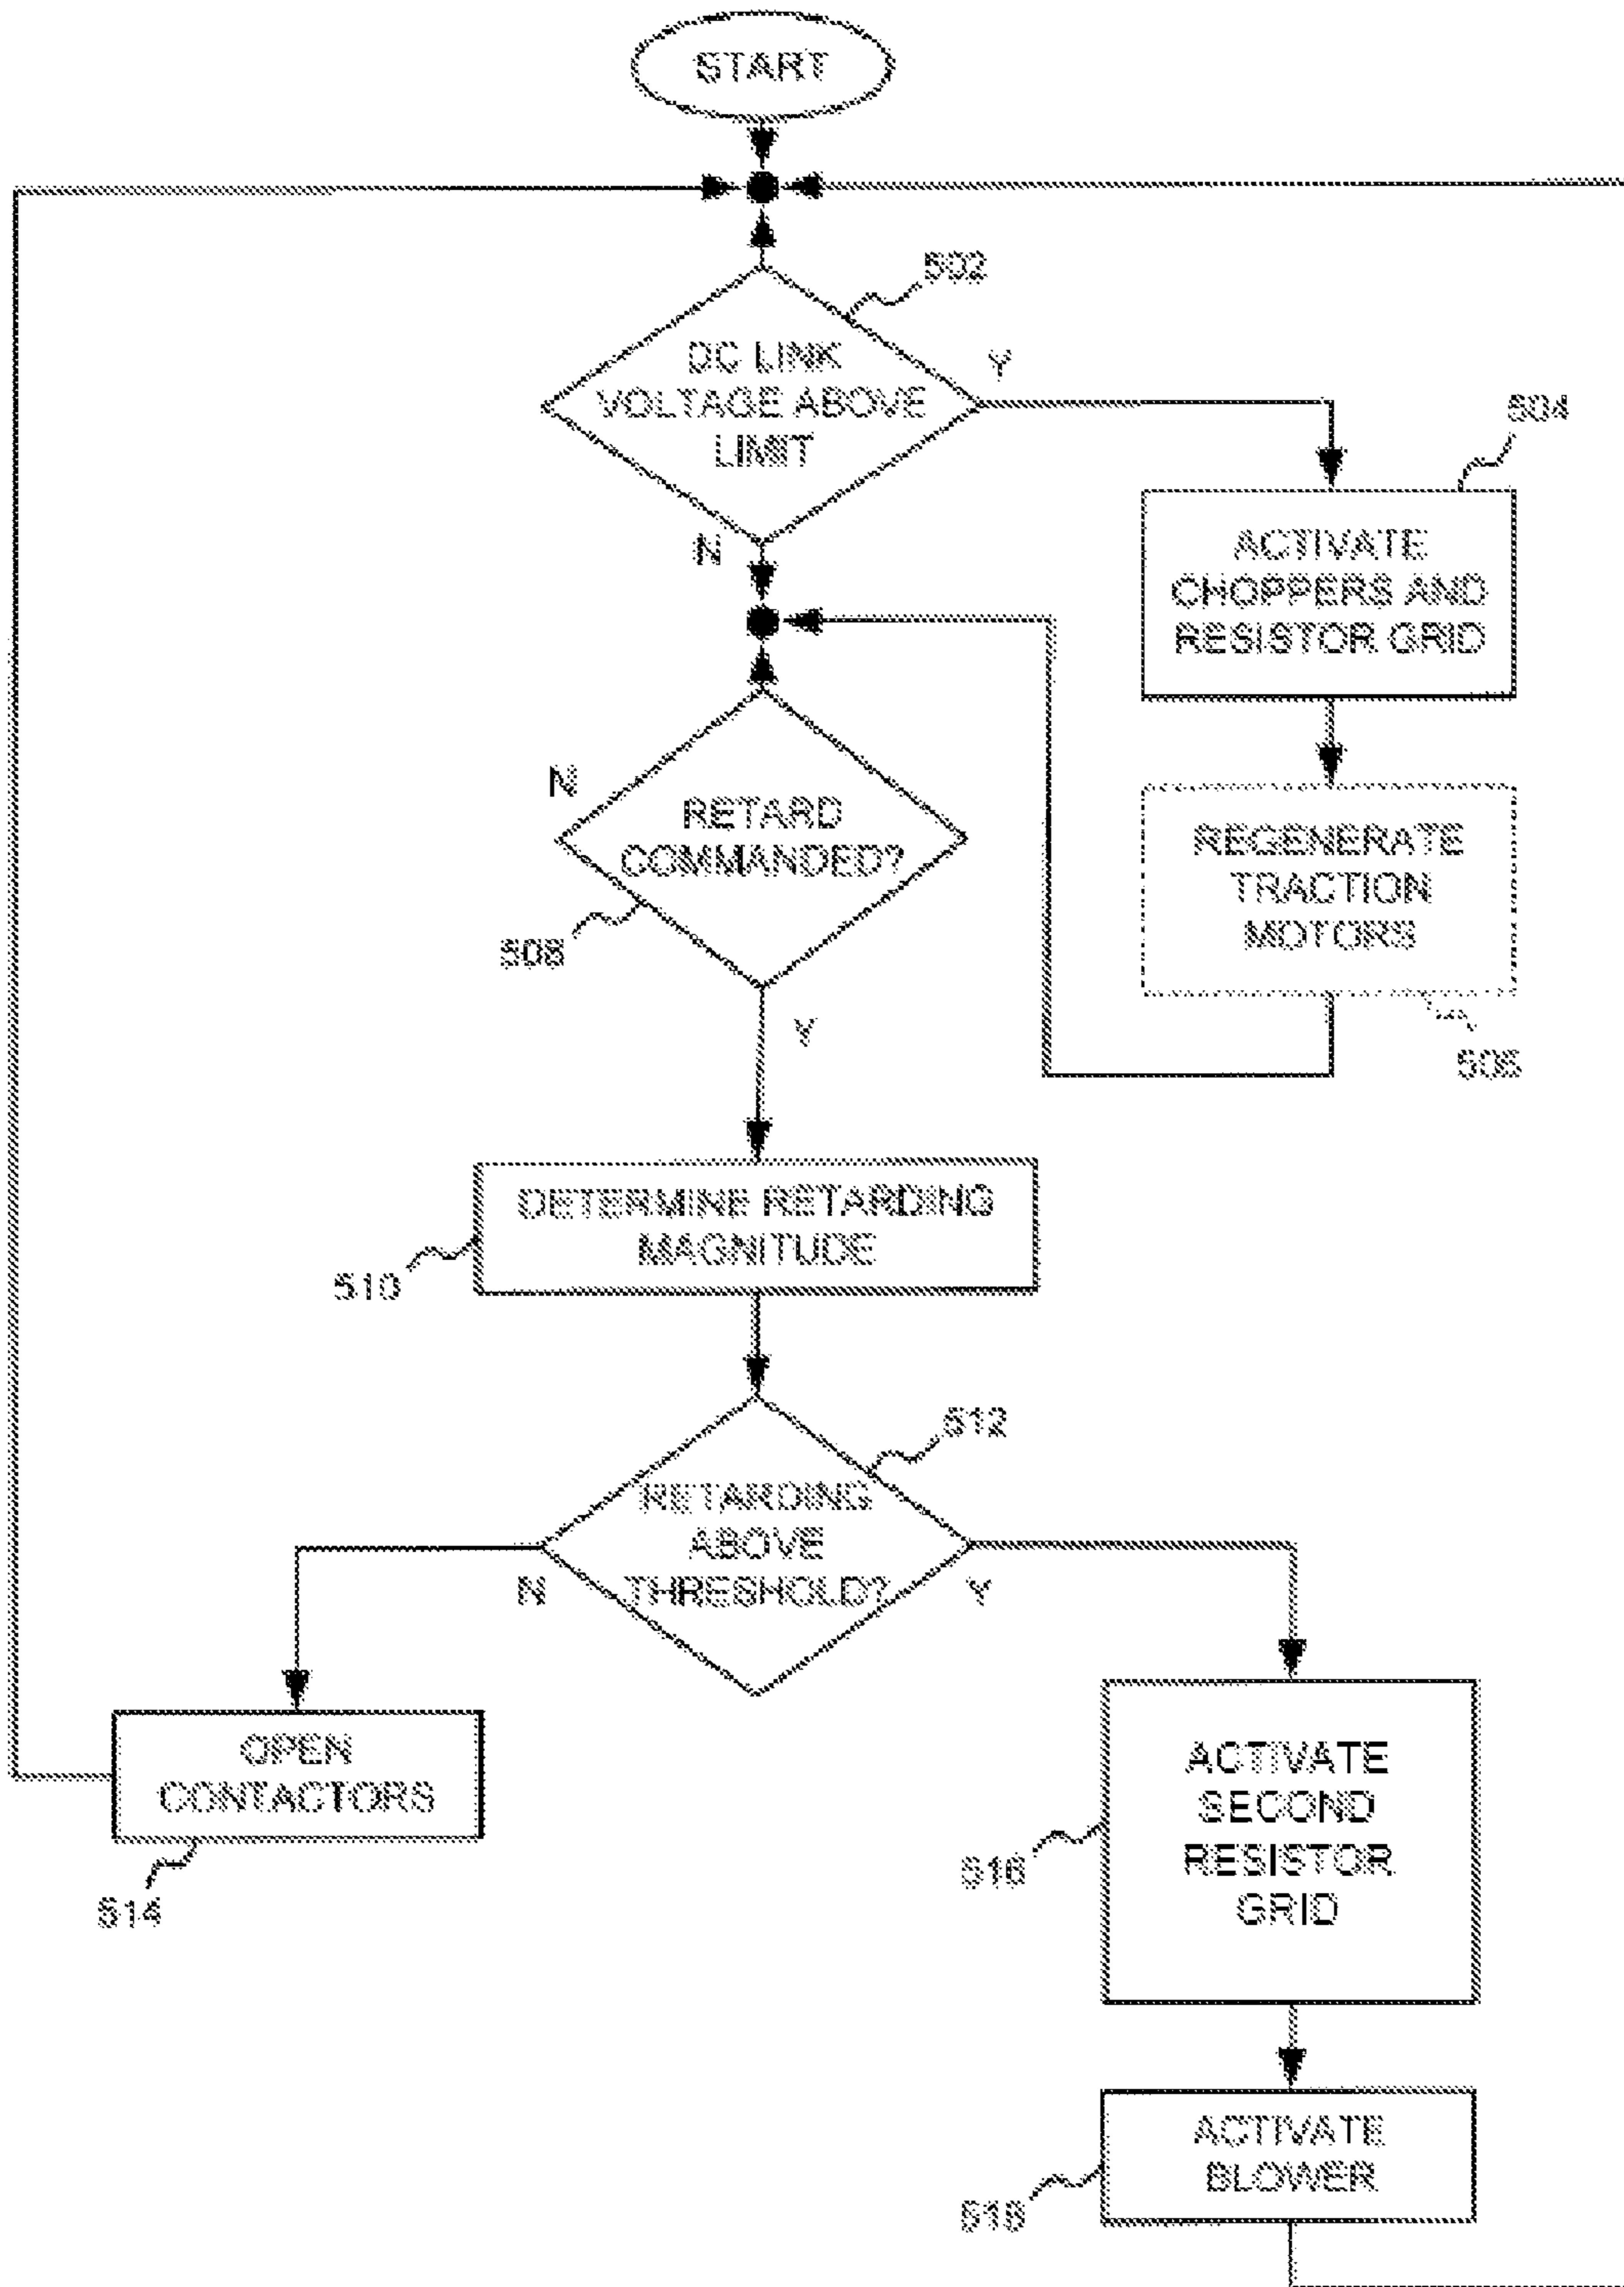 START
502
DC LINK
VOLTAGE ABOVE
LIMIT
Y
N
504
ACTIVATE
CHOPPERS AND
RESISTOR GRID
N
RETARD
COMMANDED?
508
Y
REGENERATE
TRACTION
MOTORS
506
DETERMINE RETARDING
MAGNITUDE
510
512
RETARDING
ABOVE
THRESHOLD?
N
Y
OPEN
CONTACTORS
514
ACTIVATE
SECOND
RESISTOR
GRID
516
ACTIVATE
BLOWER
518